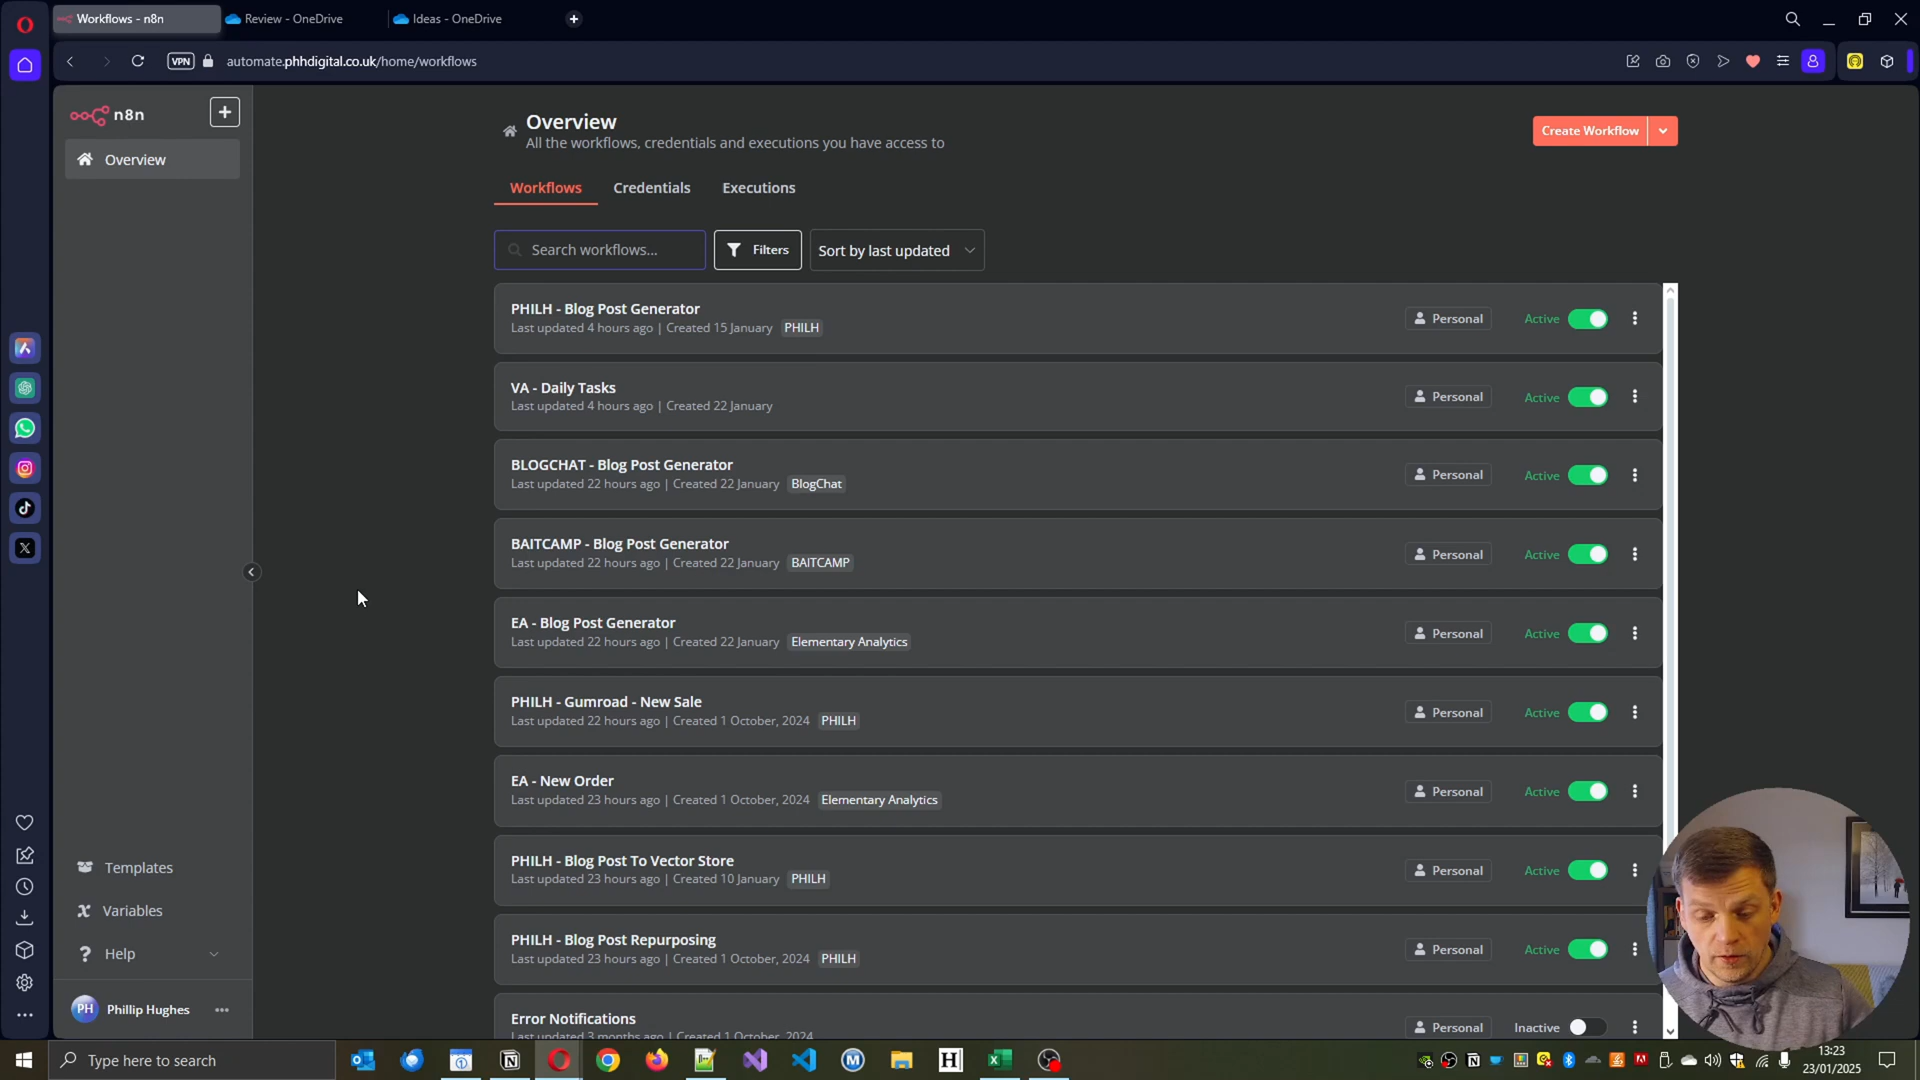 Workflows - n8n
Review - OneDrive
Ideas - OneDrive
VPN
automate.phhdigital.co.uk/home/workflows
n8n
Overview
Overview
All the workflows, credentials and executions you have access to
Create Workflow
Workflows
Credentials
Executions
Search workflows...
Filters
Sort by last updated
PHILH - Blog Post Generator
Last updated 4 hours ago | Created 15 January PHILH
Personal
Active
VA - Daily Tasks
Last updated 4 hours ago | Created 22 January
Personal
Active
BLOGCHAT - Blog Post Generator
Last updated 22 hours ago | Created 22 January BlogChat
Personal
Active
BAITCAMP - Blog Post Generator
Last updated 22 hours ago | Created 22 January BAITCAMP
Personal
Active
EA - Blog Post Generator
Last updated 22 hours ago | Created 22 January Elementary Analytics
Personal
Active
PHILH - Gumroad - New Sale
Last updated 22 hours ago | Created 1 October, 2024 PHILH
Personal
Active
EA - New Order
Last updated 23 hours ago | Created 1 October, 2024 Elementary Analytics
Personal
Active
PHILH - Blog Post To Vector Store
Last updated 23 hours ago | Created 10 January PHILH
Personal
Active
PHILH - Blog Post Repurposing
Last updated 23 hours ago | Created 1 October, 2024 PHILH
Personal
Active
Error Notifications
Last updated 3 months ago | Created 1 October, 2024
Personal
Inactive
Templates
Variables
Help
PH
Phillip Hughes
Type here to search
13:23
23/01/2025